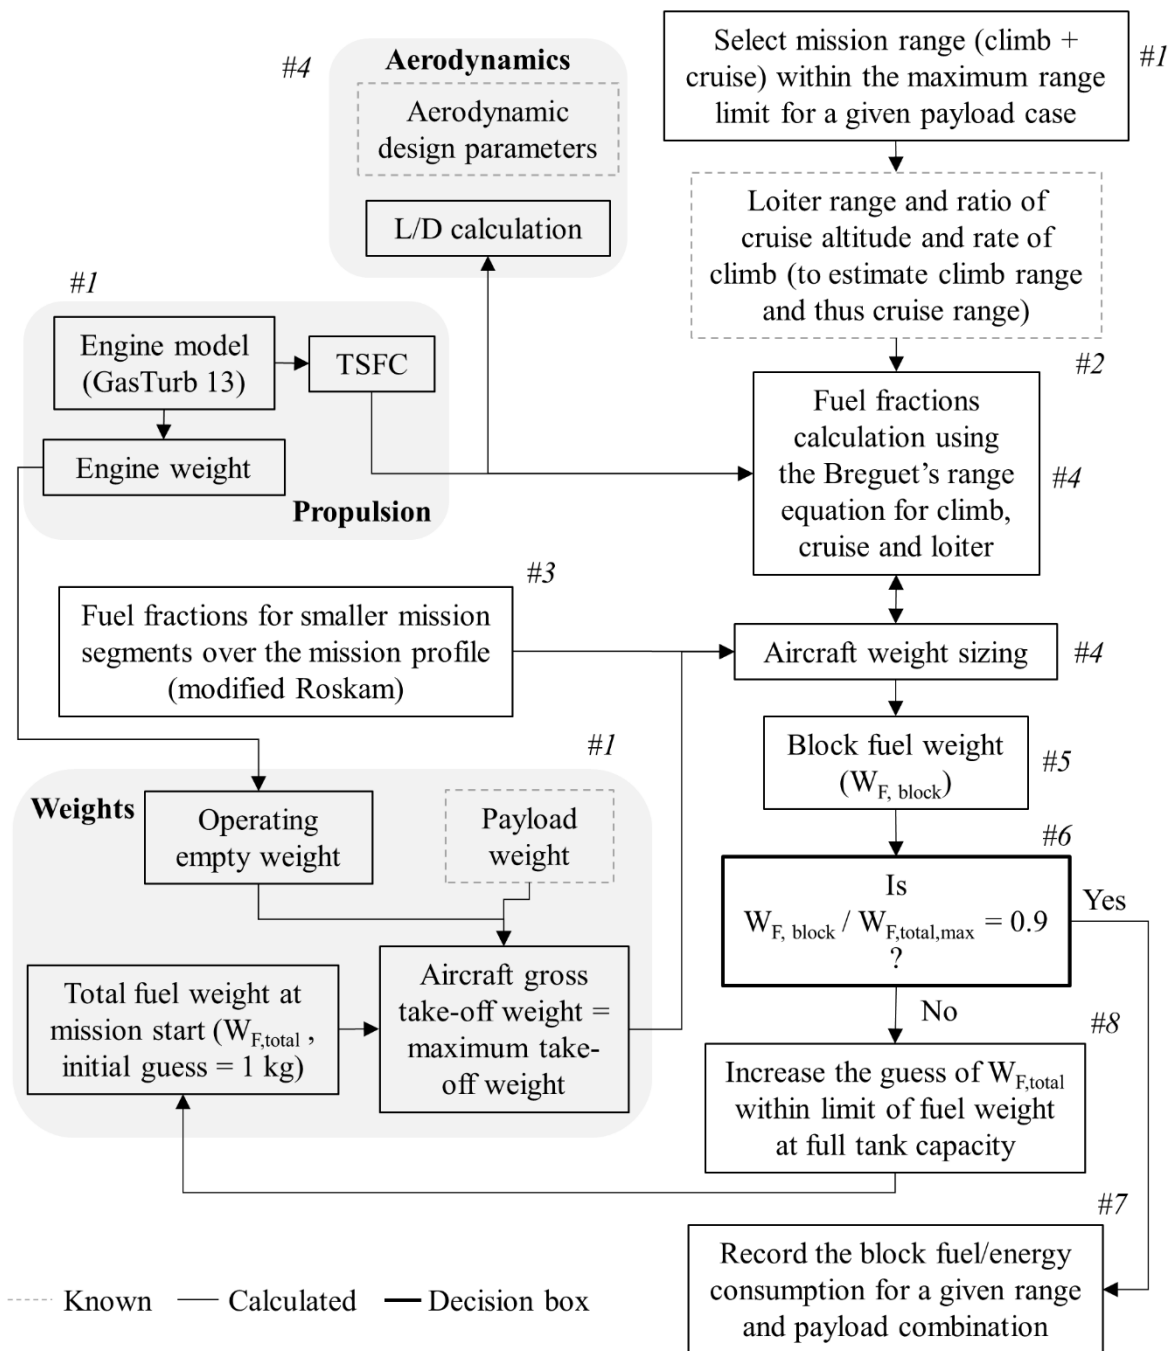 Select mission range (climb +
cruise) within the maximum range
limit for a given payload case
#1
#4
Aerodynamics
Aerodynamic
design parameters
L/D calculation
Loiter range and ratio of
cruise altitude and rate of
climb (to estimate climb range
and thus cruise range)
#2
#1
Engine model
(GasTurb 13)
TSFC
Engine weight
Propulsion
Fuel fractions
calculation using
the Breguet's range
equation for climb,
cruise and loiter
#4
#3
Fuel fractions for smaller mission
segments over the mission profile
(modified Roskam)
Aircraft weight sizing
#4
Block fuel weight
(W_F, block)
#5
#1
Weights
Operating
empty weight
Payload
weight
Total fuel weight at
mission start (W_F,total ,
initial guess = 1 kg)
Aircraft gross
take-off weight =
maximum take-
off weight
#6
Is
W_F, block / W_F,total,max = 0.9
?
Yes
No
#8
Increase the guess of W_F,total
within limit of fuel weight
at full tank capacity
#7
Record the block fuel/energy
consumption for a given range
and payload combination
Known
Calculated
Decision box